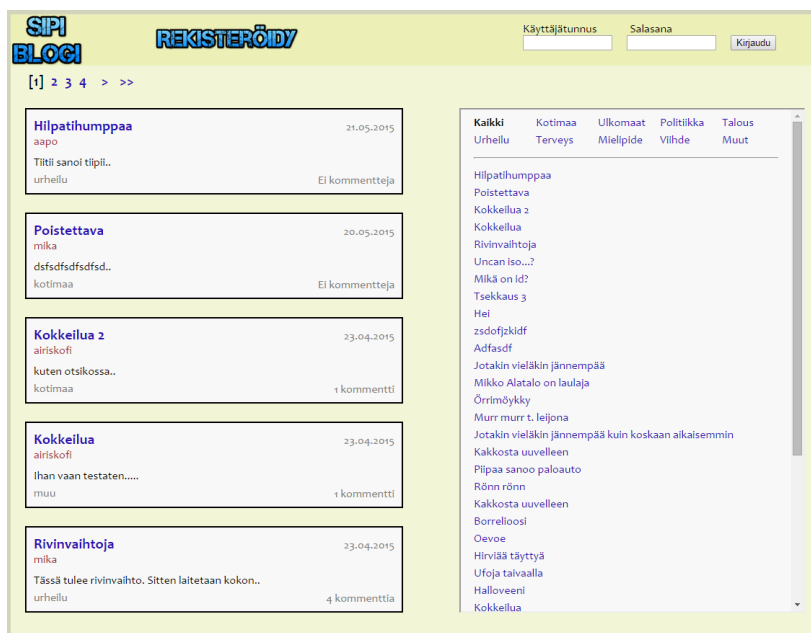 SIPI
BLOGI
REKISTERÖIDY
Käyttäjätunnus Salasana
Kirjaudu
[1] 2 3 4 > >>
Hilpatihumppaa 21.05.2015
aapo
Tiitii sanoi tiipii..
urheilu Ei kommentteja
Poistettava 20.05.2015
mika
dsfsdfsdfsdfsd..
kotimaa Ei kommentteja
Kokkeilua 2 23.04.2015
airiskofi
kuten otsikossa..
kotimaa 1 kommentti
Kokkeilua 23.04.2015
airiskofi
Ihan vaan testaten.....
muu 1 kommentti
Rivinvaihtoja 23.04.2015
mika
Tässä tulee rivinvaihto. Sitten laitetaan kokon..
urheilu 4 kommenttia
Kaikki Kotimaa Ulkomaat Politiikka Talous
Urheilu Terveys Mielipide Viihde Muut
Hilpatihumppaa
Poistettava
Kokkeilua 2
Kokkeilua
Rivinvaihtoja
Uncan iso...?
Mikä on id?
Tsekkaus 3
Hei
zsdofjzkidf
Adfasdf
Jotakin vieläkin jännempää
Mikko Alatalo on laulaja
Örrimöykky
Murr murr t. leijona
Jotakin vieläkin jännempää kuin koskaan aikaisemmin
Kakkosta uuvelleen
Piipaa sanoo paloauto
Rönn rönn
Kakkosta uuvelleen
Borrelioosi
Oevoe
Hirviää täyttyä
Ufoja taivaalla
Halloveeni
Kokkeilua